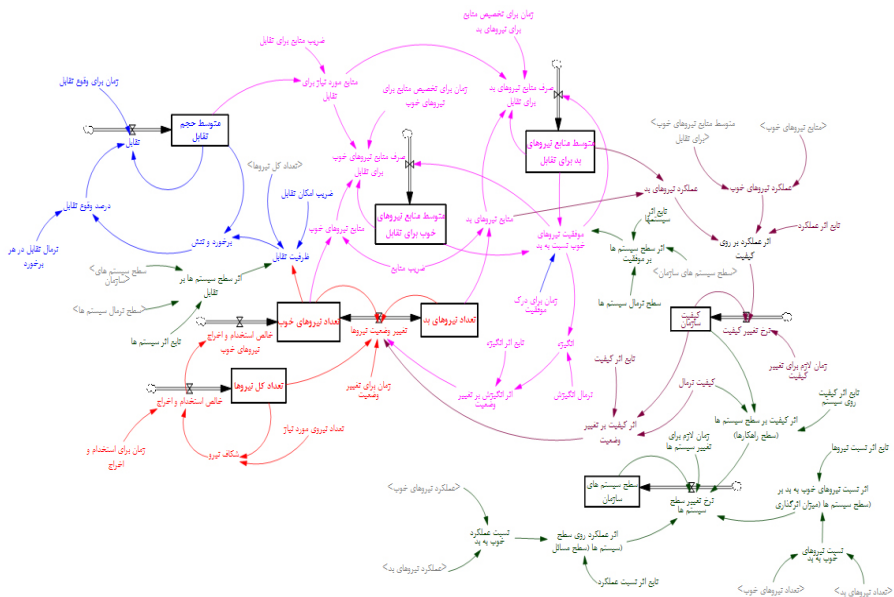 زمان برای تخصیص منابع
برای نیروهای بد
ضریب منابع برای تقابل
زمان برای وقوع تقابل
منابع مورد نیاز برای
تقابل
زمان برای تخصیص منابع برای
نیروهای خوب
صرف منابع نیروهای بد
برای تقابل
متوسط حجم
تقابل
تقابل
<متوسط منابع نیروهای خوب
برای تقابل>
<منابع نیروهای خوب>
متوسط منابع نیروهای
بد برای تقابل
صرف منابع نیروهای خوب
برای تقابل
<تعداد کل نیروها>
عملکرد نیروهای بد
عملکرد نیروهای خوب
ضریب امکان تقابل
درصد وقوع تقابل
متوسط منابع نیروهای
خوب برای تقابل
منابع نیروهای بد
منابع نیروهای خوب
موفقیت نیروهای
خوب نسبت به بد
تابع اثر
سیستمها
تابع اثر عملکرد
نرمال تقابل در هر
برخورد
برخورد و کنش
ظرفیت تقابل
اثر سطح سیستم ها
بر موفقیت
اثر عملکرد بر روی
کیفیت
<سطح سیستم های
سازمان>
اثر سطح سیستم ها بر
تقابل
ضریب منابع
<سطح سیستم های سازمان>
سطح نرمال سیستم ها
<سطح نرمال سیستم ها>
زمان برای درک
موفقیت
تابع اثر سیستم ها
خالص استخدام و اخراج
نیروهای خوب
تعداد نیروهای خوب
تغییر وضعیت نیروها
تعداد نیروهای بد
کیفیت
سازمان
نرخ تغییر کیفیت
انگیزه
تابع اثر انگیزه
تابع اثر کیفیت
زمان لازم برای تغییر
کیفیت
خالص استخدام و اخراج
تعداد کل نیروها
زمان برای تغییر
وضعیت
اثر انگیزش بر تغییر
وضعیت
نرمال انگیزش
کیفیت نرمال
تابع اثر کیفیت
روی سیستم
اثر کیفیت بر تغییر
وضعیت
اثر کیفیت بر سطح سیستم ها
(سطح راهکارها)
تعداد نیروی مورد نیاز
زمان برای استخدام و
اخراج
شکاف نیرو
زمان لازم برای
تغییر سیستم ها
تابع اثر نسبت نیروها
سطح سیستم های
سازمان
نرخ تغییر سطح
سیستم ها
اثر نسبت نیروهای خوب به بد بر
سطح سیستم ها (میزان اثرگذاری)
<عملکرد نیروهای خوب>
نسبت عملکرد
خوب به بد
اثر عملکرد روی سطح
سیستم ها (سطح مسائل)
نسبت نیروهای
خوب به بد
<عملکرد نیروهای بد>
تابع اثر نسبت عملکرد
<تعداد نیروهای خوب>
<تعداد نیروهای بد>